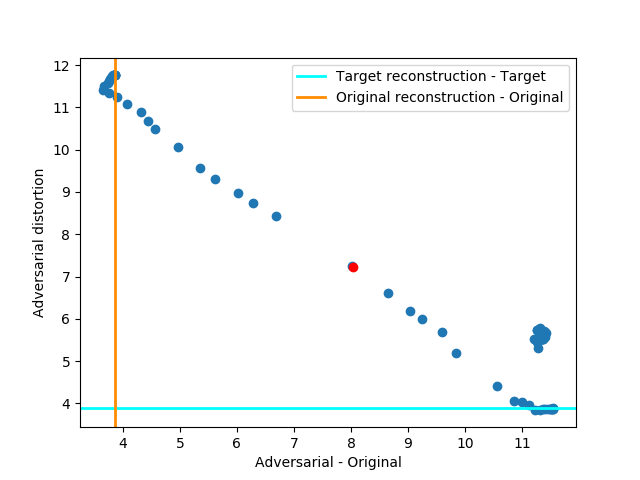 12
11
10
9
8
7
6
5
4
Adversarial distortion
Target reconstruction - Target
Original reconstruction - Original
4 5 6 7 8 9 10 11
Adversarial - Original